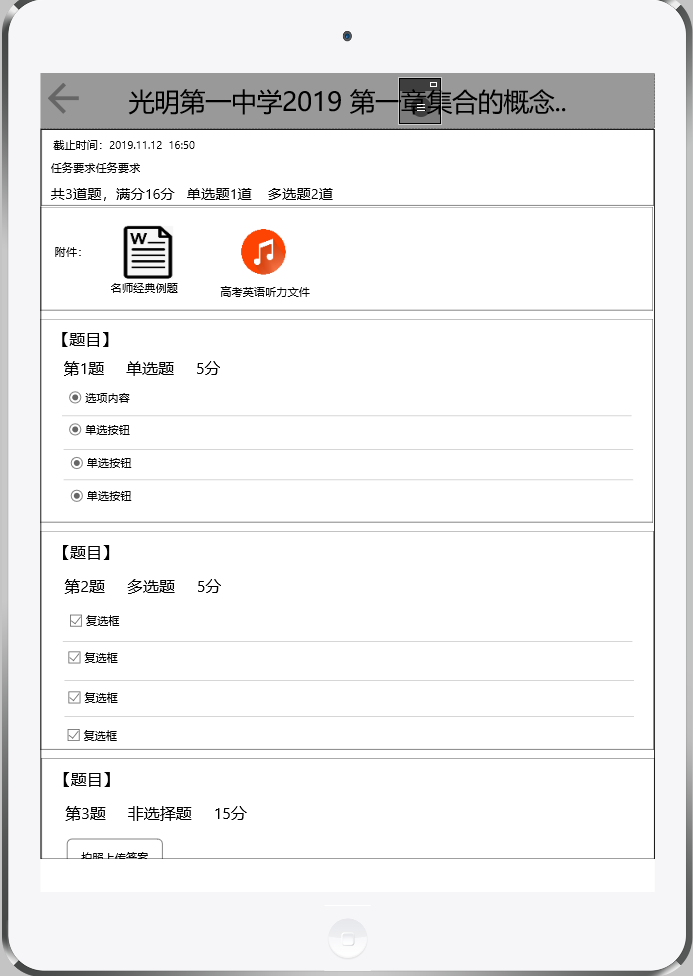 光明第一中学2019 第一章集合的概念..
截止时间：2019.11.12 16:50
任务要求任务要求
共3道题，满分16分 单选题1道 多选题2道
附件：
W
名师经典例题
高考英语听力文件
【题目】
第1题 单选题 5分
选项内容
单选按钮
单选按钮
单选按钮
【题目】
第2题 多选题 5分
复选框
复选框
复选框
复选框
【题目】
第3题 非选择题 15分
拍照上传答案